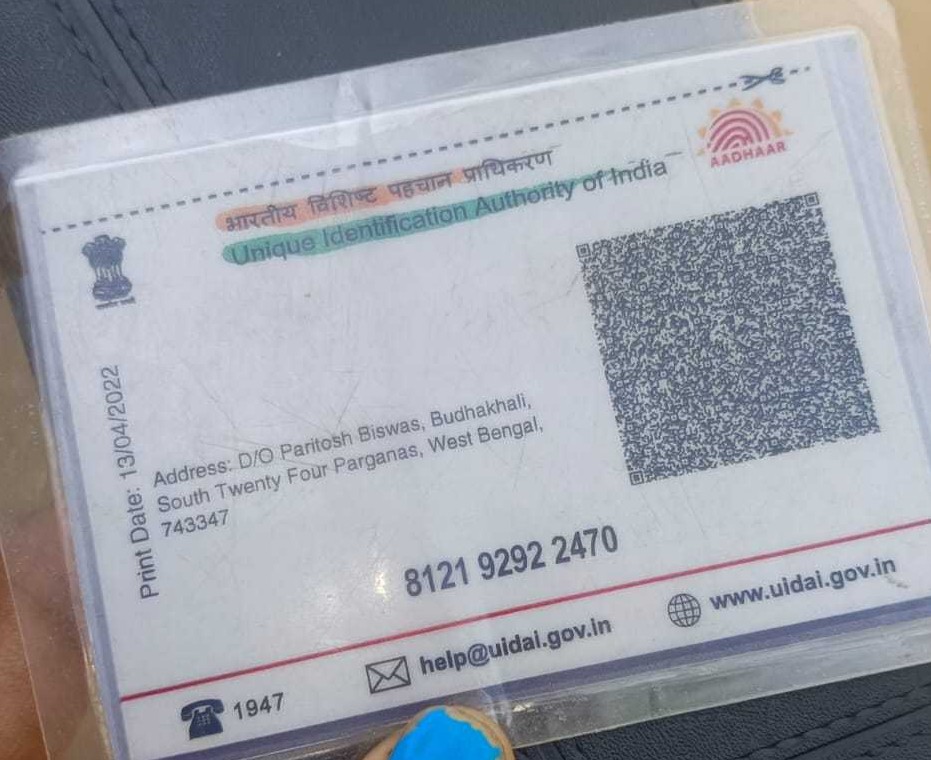 AADHAAR
भारतीय विशिष्ट पहचान प्राधिकरण
Unique Identification Authority of India
Print Date: 13/04/2022
Address: D/O Paritosh Biswas, Budhakhali,
South Twenty Four Parganas, West Bengal,
743347
8121 9292 2470
1947
help@uidai.gov.in
www.uidai.gov.in